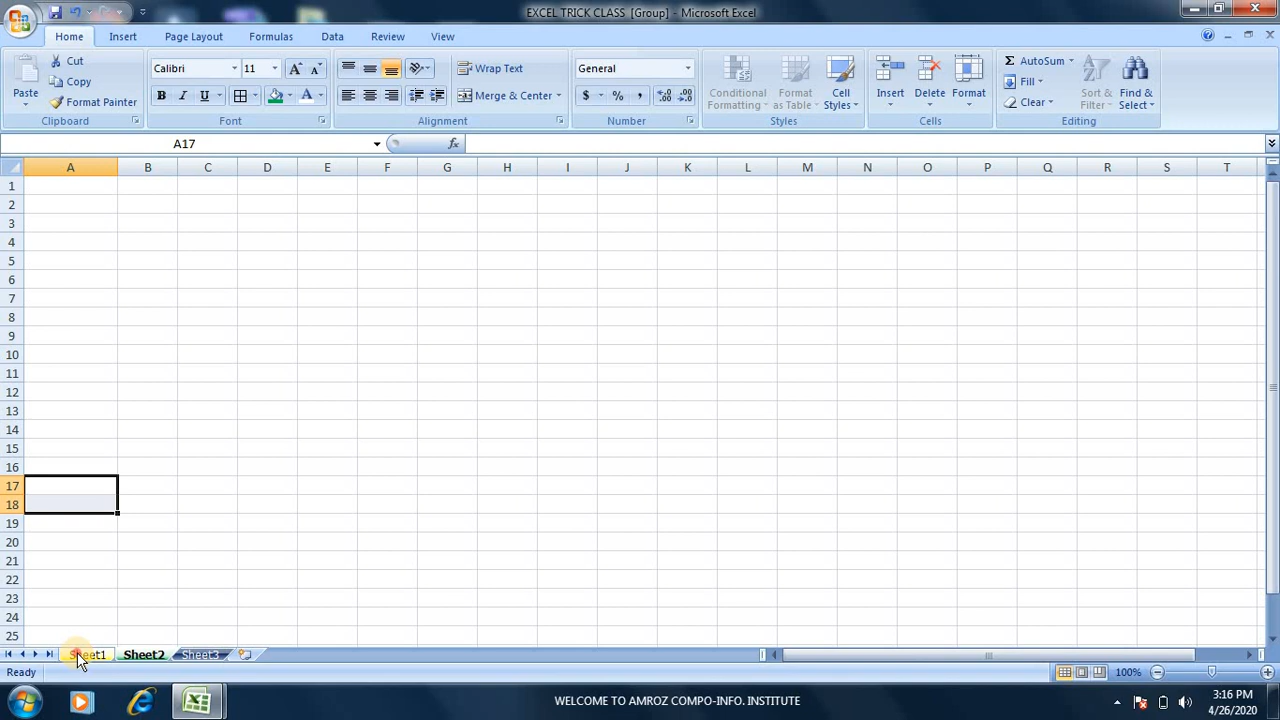 EXCEL TRICK CLASS [Group] - Microsoft Excel
Home Insert Page Layout Formulas Data Review View
Paste
Cut
Copy
Format Painter
Clipboard
Calibri 11
B I U A
Font
Wrap Text
Merge & Center
Alignment
General
$ % ,
Number
Conditional Formatting
Format as Table
Cell Styles
Styles
Insert Delete Format
Cells
Σ AutoSum
Fill
Clear
Sort & Filter
Find & Select
Editing
A17 fx
A B C D E F G H I J K L M N O P Q R S T
1
2
3
4
5
6
7
8
9
10
11
12
13
14
15
16
17
18
19
20
21
22
23
24
25
Sheet1 Sheet2 Sheet3
Ready 100%
WELCOME TO AMROZ COMPO-INFO. INSTITUTE
3:16 PM
4/26/2020